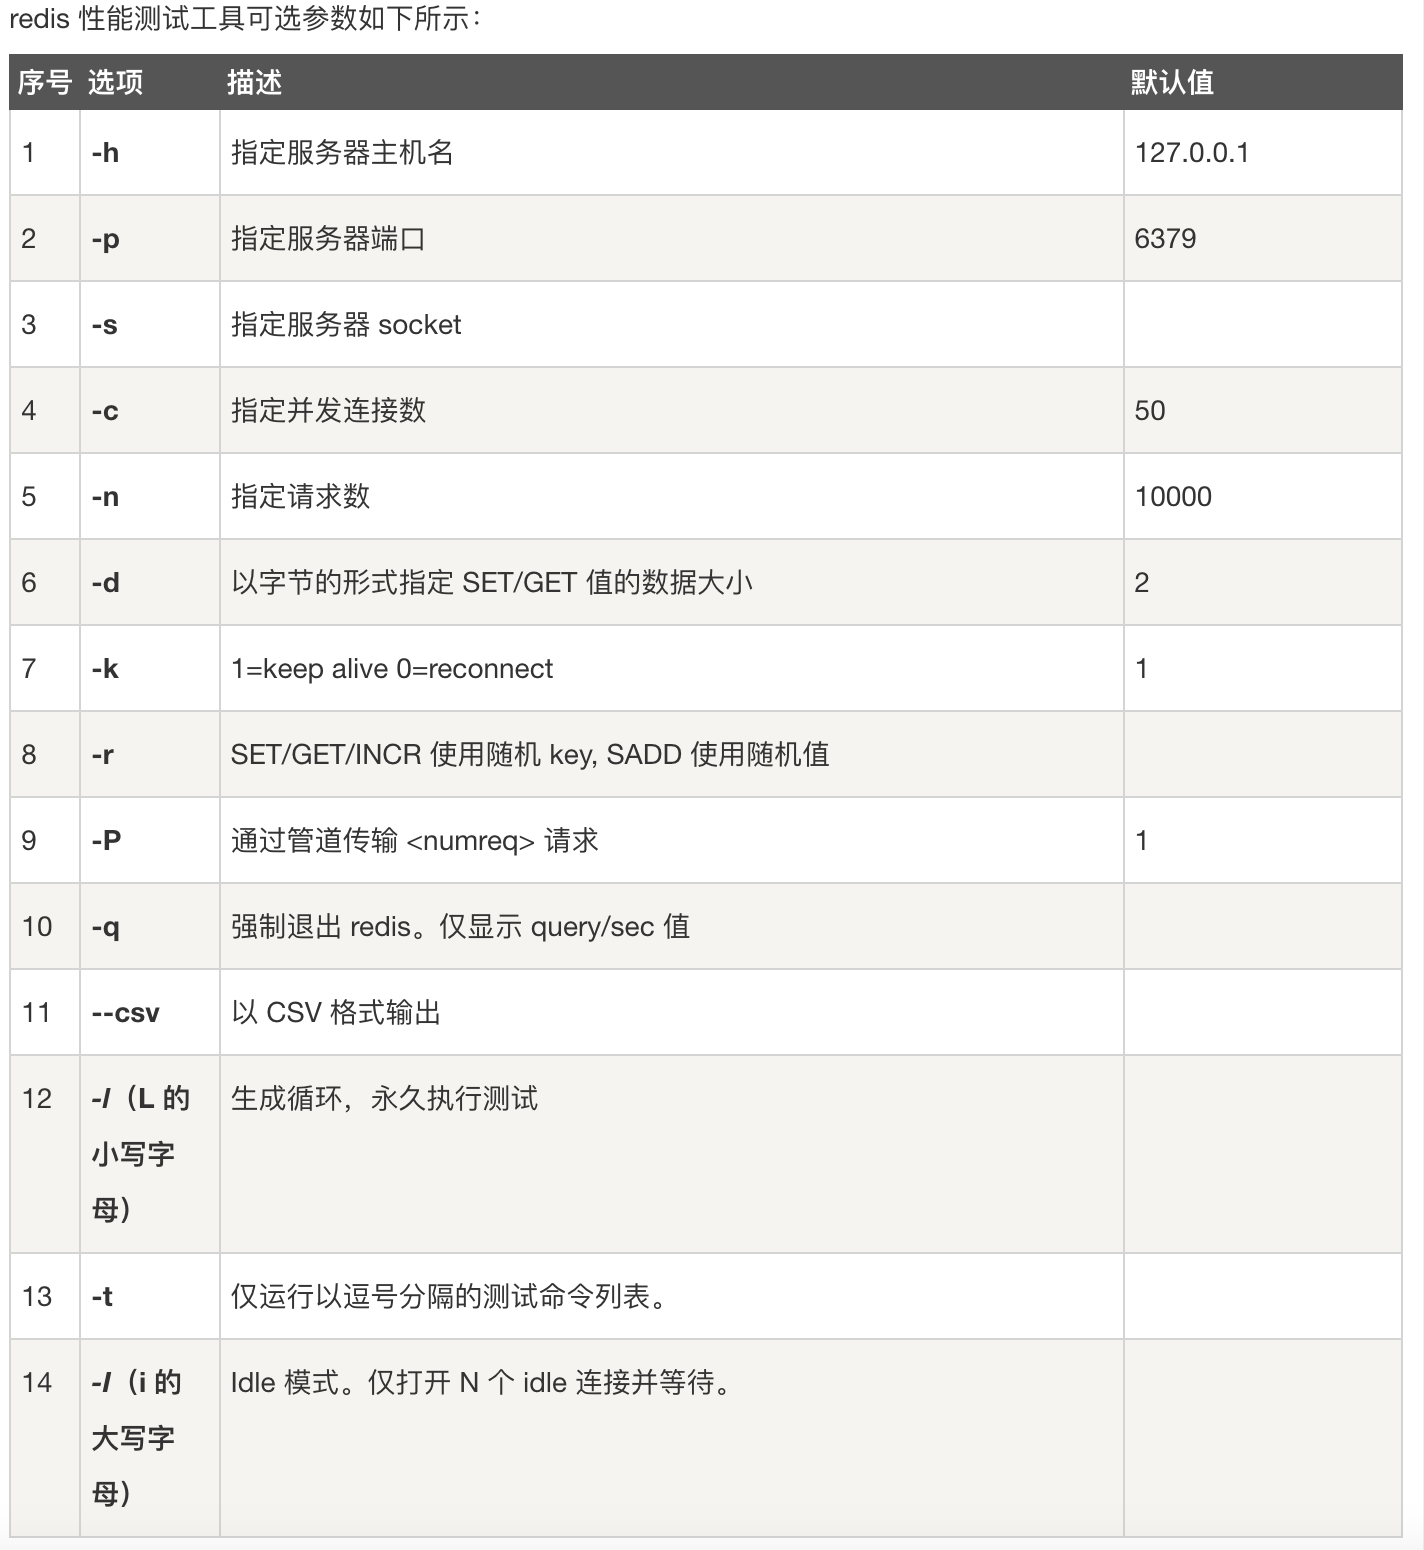 redis 性能测试工具可选参数如下所示：
序号 选项 描述 默认值
1 -h 指定服务器主机名 127.0.0.1
2 -p 指定服务器端口 6379
3 -s 指定服务器 socket
4 -c 指定并发连接数 50
5 -n 指定请求数 10000
6 -d 以字节的形式指定 SET/GET 值的数据大小 2
7 -k 1=keep alive 0=reconnect 1
8 -r SET/GET/INCR 使用随机 key, SADD 使用随机值
9 -P 通过管道传输 <numreq> 请求 1
10 -q 强制退出 redis。仅显示 query/sec 值
11 --csv 以 CSV 格式输出
12 -l（L 的 生成循环，永久执行测试
小写字
母）
13 -t 仅运行以逗号分隔的测试命令列表。
14 -I（i 的 Idle 模式。仅打开 N 个 idle 连接并等待。
大写字
母）